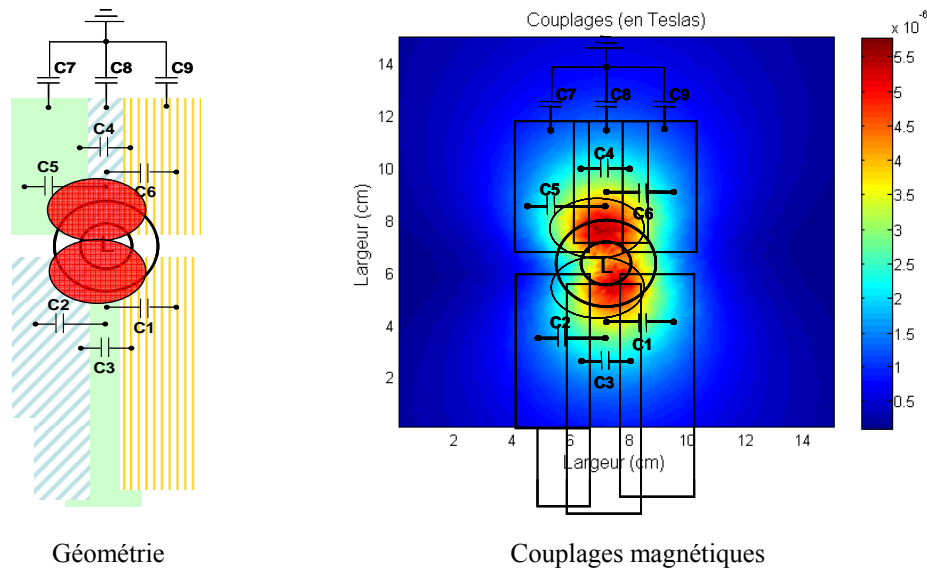 C7 C8 C9
C4
C5
C6
L
C2
C1
C3
Géométrie
Couplages (en Teslas)
x 10⁻⁶
Largeur (cm)
14
12
10
8
6
4
2
C7
C8 C9
C4
C5
C6
L
C2
C1
C3
2 4 6 8 10 12 14
Largeur (cm)
5.5
5
4.5
4
3.5
3
2.5
2
1.5
1
0.5
Couplages magnétiques